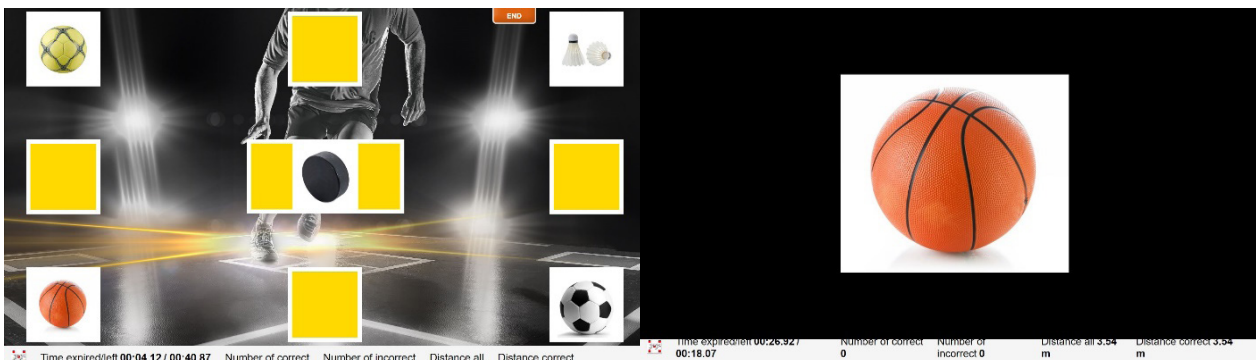 END
Time expired/left 00:04.12 / 00:40.87 Number of correct Number of incorrect Distance all Distance correct
Time expired/left 00:26.92 / Number of correct Number of Distance all 3.54 Distance correct 3.54
00:18.07 0 incorrect 0 m m